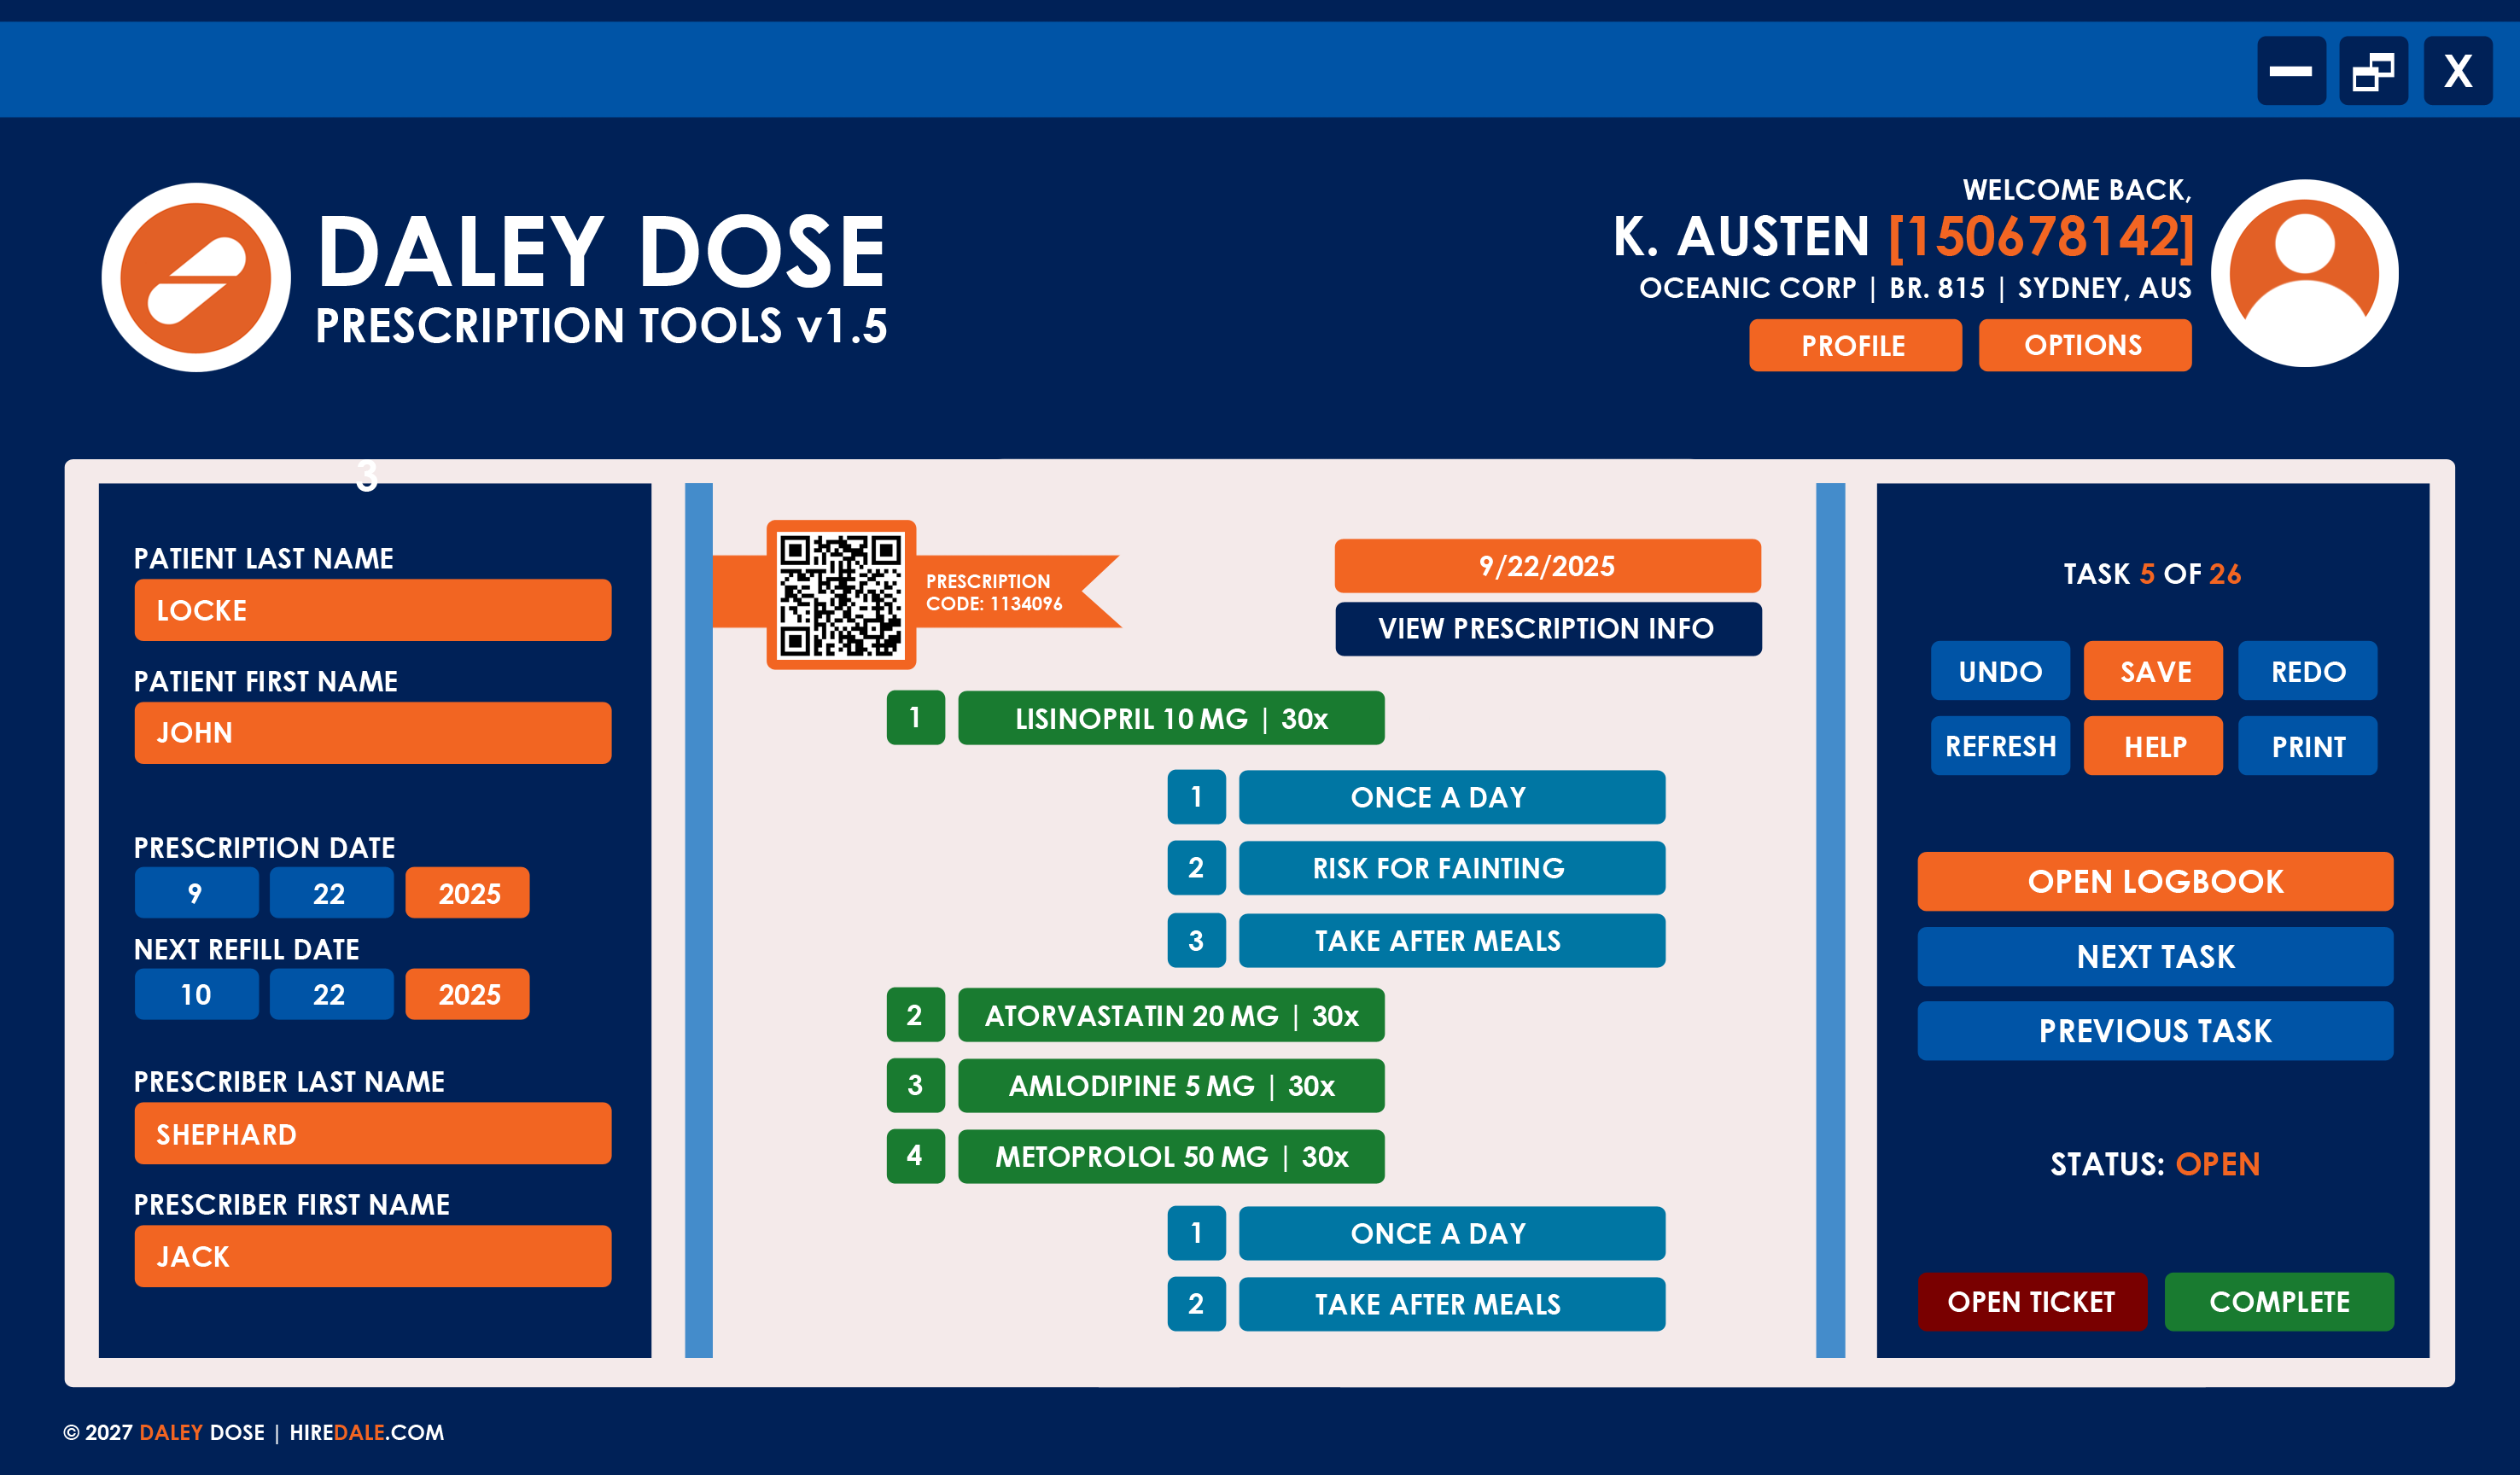 X
DALEY DOSE
PRESCRIPTION TOOLS v1.5
WELCOME BACK,
K. AUSTEN [150678142]
OCEANIC CORP | BR. 815 | SYDNEY, AUS
PROFILE
OPTIONS
3
PATIENT LAST NAME
LOCKE
PATIENT FIRST NAME
JOHN
PRESCRIPTION DATE
9 22 2025
NEXT REFILL DATE
10 22 2025
PRESCRIBER LAST NAME
SHEPHARD
PRESCRIBER FIRST NAME
JACK
PRESCRIPTION
CODE: 1134096
9/22/2025
VIEW PRESCRIPTION INFO
1 LISINOPRIL 10 MG | 30x
1 ONCE A DAY
2 RISK FOR FAINTING
3 TAKE AFTER MEALS
2 ATORVASTATIN 20 MG | 30x
3 AMLODIPINE 5 MG | 30x
4 METOPROLOL 50 MG | 30x
1 ONCE A DAY
2 TAKE AFTER MEALS
TASK 5 OF 26
UNDO SAVE REDO
REFRESH HELP PRINT
OPEN LOGBOOK
NEXT TASK
PREVIOUS TASK
STATUS: OPEN
OPEN TICKET COMPLETE
© 2027 DALEY DOSE | HIREDALE.COM